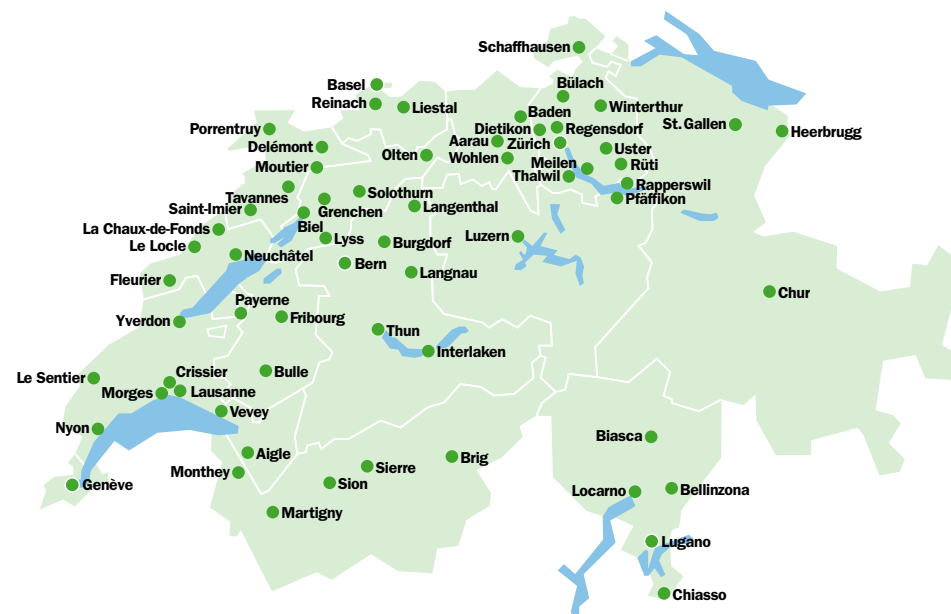 Schaffhausen
Basel
Bülach
Reinach
Liestal
Baden
Winterthur
Porrentruy
Dietikon
Regensdorf
St. Gallen
Heerbrugg
Delémont
Aarau
Zürich
Olten
Wohlen
Uster
Moutier
Meilen
Rüti
Thalwil
Tavannes
Solothurn
Rapperswil
Saint-Imier
Grenchen
Langenthal
Pfäffikon
La Chaux-de-Fonds
Biel
Lyss
Burgdorf
Luzern
Le Locle
Neuchâtel
Bern
Langnau
Fleurier
Chur
Payerne
Fribourg
Yverdon
Thun
Interlaken
Le Sentier
Crissier
Bulle
Morges
Lausanne
Vevey
Nyon
Biasca
Aigle
Brig
Monthey
Sierre
Genève
Sion
Locarno
Bellinzona
Martigny
Lugano
Chiasso